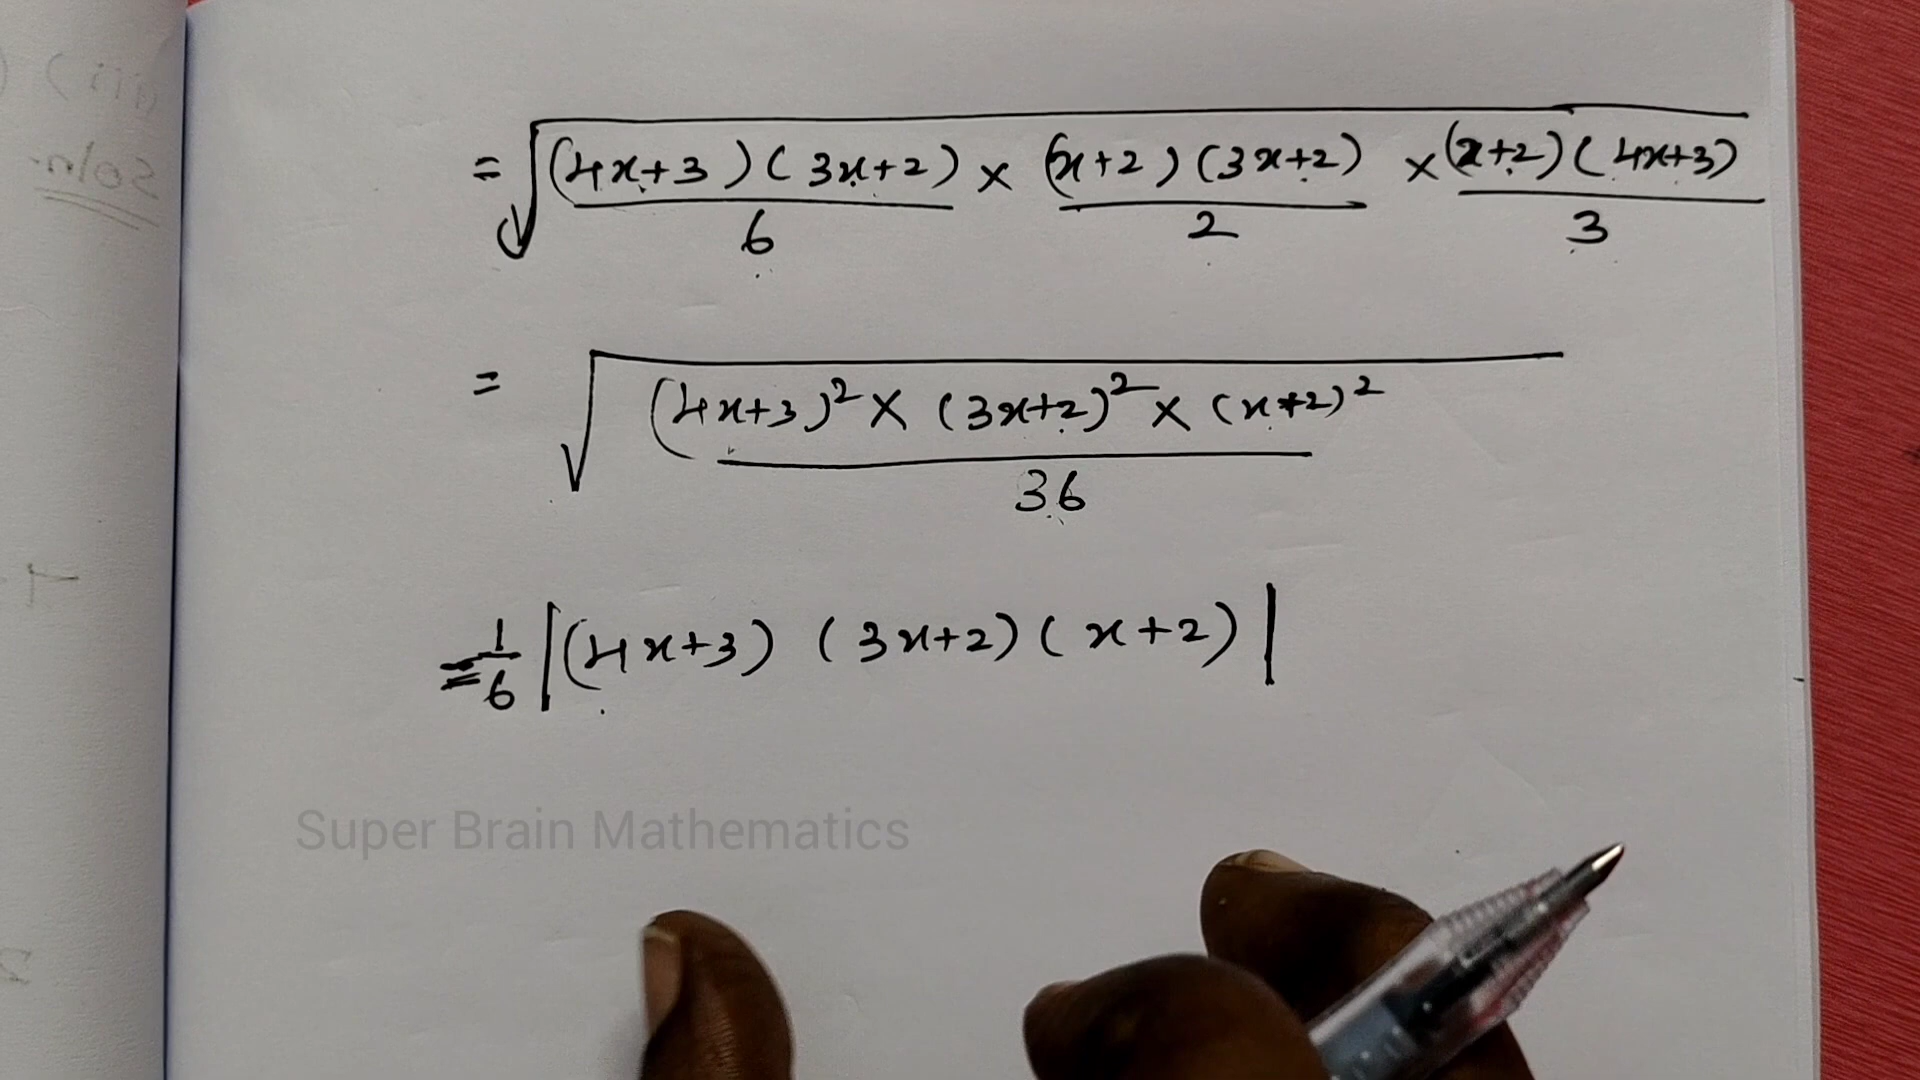 = √((4x+3)(3x+2)/6 × (x+2)(3x+2)/2 × (x+2)(4x+3)/3)
= √((4x+3)² × (3x+2)² × (x+2)²/36)
= 1/6 |(4x+3) (3x+2) (x+2)|
Super Brain Mathematics